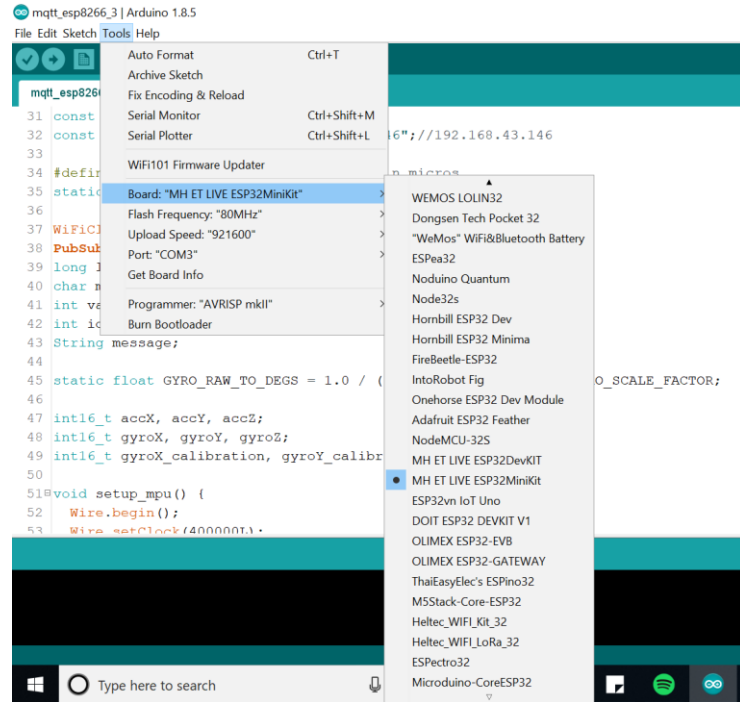 mqtt_esp8266_3 | Arduino 1.8.5
File Edit Sketch Tools Help
mqtt_esp826
Auto Format Ctrl+T
Archive Sketch
Fix Encoding & Reload
Serial Monitor Ctrl+Shift+M
Serial Plotter Ctrl+Shift+L
WiFi101 Firmware Updater
Board: "MH ET LIVE ESP32MiniKit"
Flash Frequency: "80MHz"
Upload Speed: "921600"
Port: "COM3"
Get Board Info
Programmer: "AVRISP mkII"
Burn Bootloader
31 const
32 const 46";//192.168.43.146
33
34 #defin n micros
35 static
36
37 WiFiCl
38 PubSub
39 long l
40 char m
41 int va
42 int ic
43 String message;
44
45 static float GYRO_RAW_TO_DEGS = 1.0 / ( O_SCALE_FACTOR;
46
47 int16_t accX, accY, accZ;
48 int16_t gyroX, gyroY, gyroZ;
49 int16_t gyroX_calibration, gyroY_calibr
50
51 void setup_mpu() {
52 Wire.begin();
53 Wire.setClock(400000L);
WEMOS LOLIN32
Dongsen Tech Pocket 32
"WeMos" WiFi&Bluetooth Battery
ESPea32
Noduino Quantum
Node32s
Hornbill ESP32 Dev
Hornbill ESP32 Minima
FireBeetle-ESP32
IntoRobot Fig
Onehorse ESP32 Dev Module
Adafruit ESP32 Feather
NodeMCU-32S
MH ET LIVE ESP32DevKIT
MH ET LIVE ESP32MiniKit
ESP32vn IoT Uno
DOIT ESP32 DEVKIT V1
OLIMEX ESP32-EVB
OLIMEX ESP32-GATEWAY
ThaiEasyElec's ESPino32
M5Stack-Core-ESP32
Heltec_WIFI_Kit_32
Heltec_WIFI_LoRa_32
ESPectro32
Microduino-CoreESP32
Type here to search